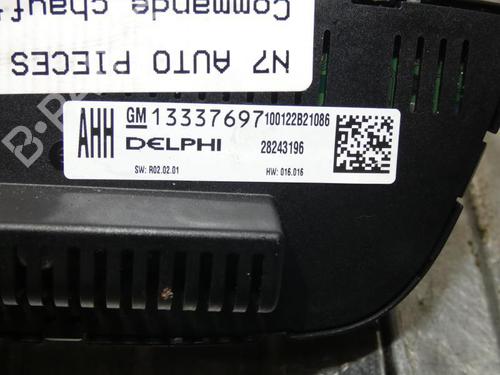 Commande chauf
N7 AUTO PIECES
AHH GM 13337697 100122B21086
DELPHI 28243196
SW: R02.02.01 HW: 016.016